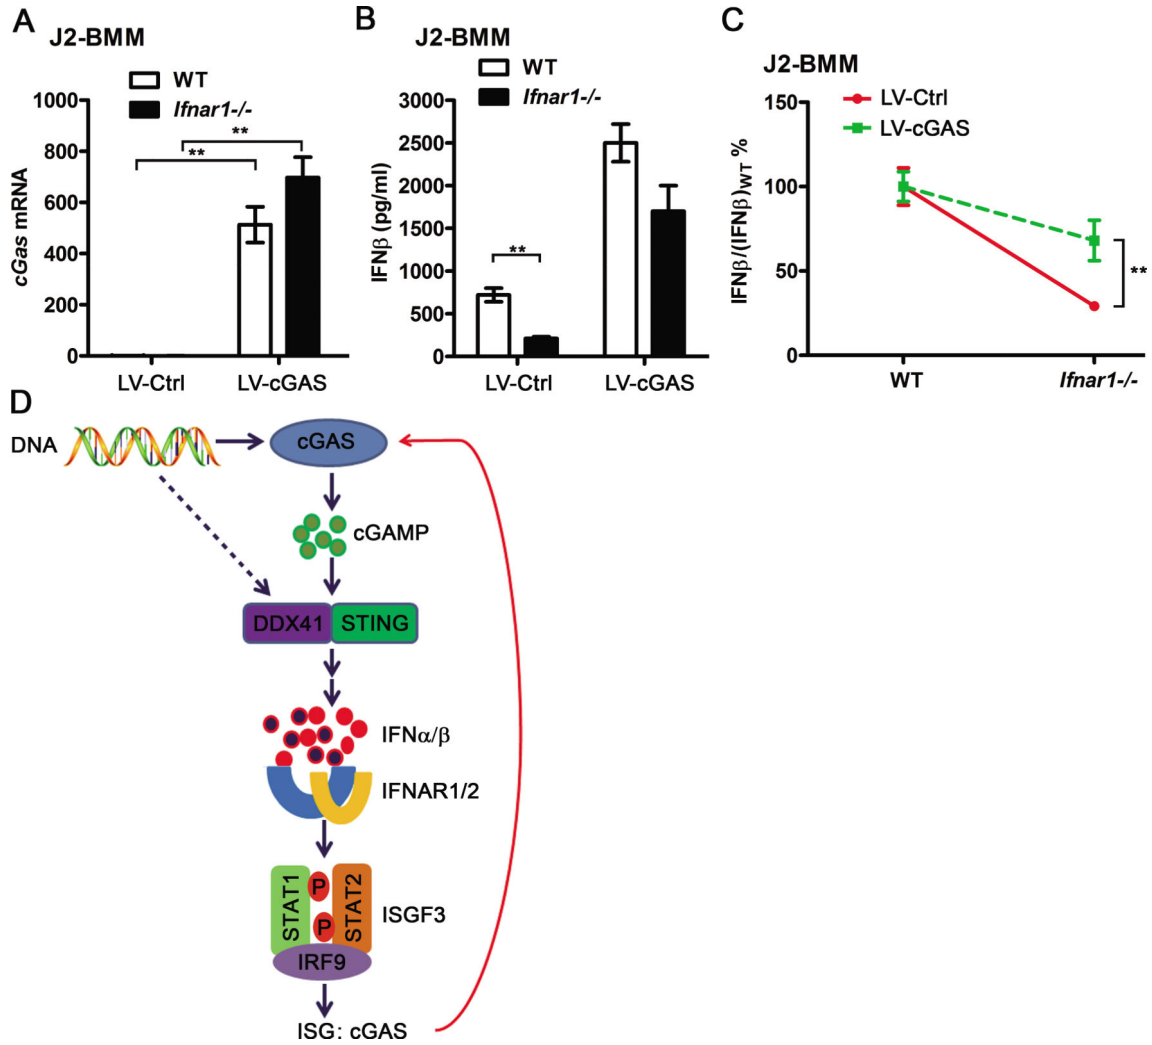 A
J2-BMM
WT
Ifnar1-/-
**
**
1000
800
600
400
200
0
cGas mRNA
LV-Ctrl
LV-cGAS
B
J2-BMM
WT
Ifnar1-/-
**
3000
2500
2000
1500
1000
500
0
IFNβ (pg/ml)
LV-Ctrl
LV-cGAS
C
J2-BMM
LV-Ctrl
LV-cGAS
150
100
50
0
IFNβ/(IFNβ)WT %
**
WT
Ifnar1-/-
D
DNA
cGAS
cGAMP
DDX41
STING
IFNα/β
IFNAR1/2
STAT1
P
P
STAT2
ISGF3
IRF9
ISG: cGAS